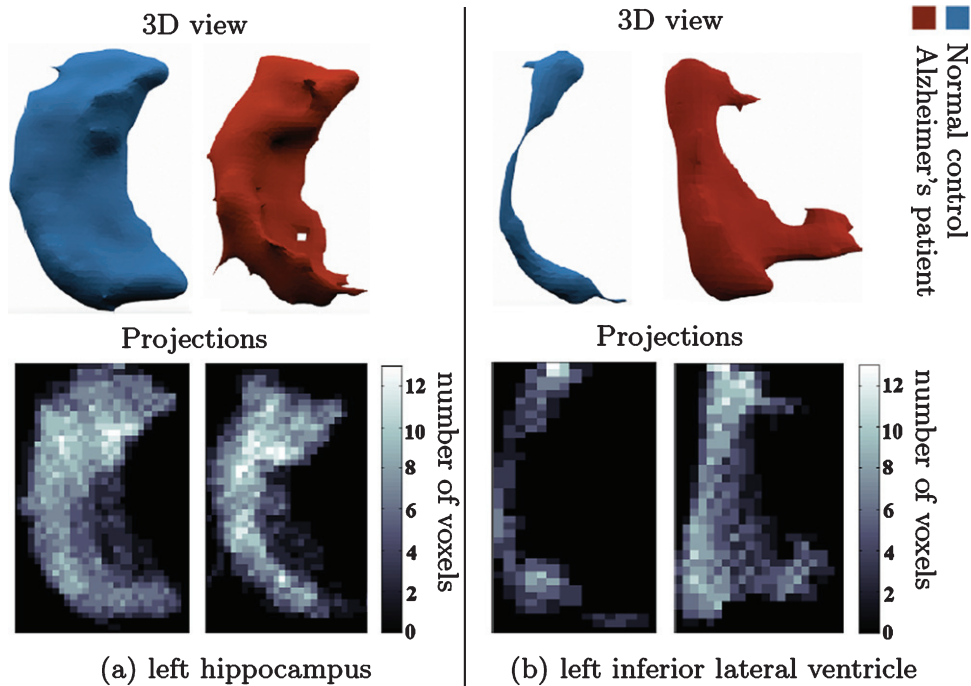 3D view
Projections
12
10
8
6
4
2
0
number of voxels
(a) left hippocampus
3D view
Projections
12
10
8
6
4
2
0
number of voxels
(b) left inferior lateral ventricle
Normal control
Alzheimer's patient